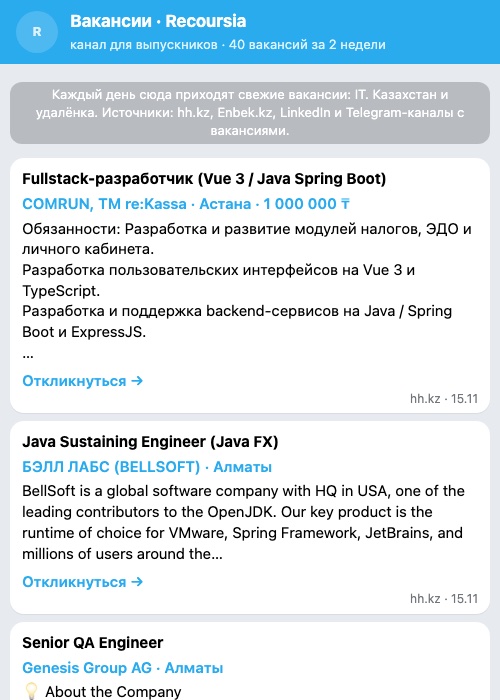 R
Вакансии · Recoursia
канал для выпускников · 40 вакансий за 2 недели
Каждый день сюда приходят свежие вакансии: IT. Казахстан и
удалёнка. Источники: hh.kz, Enbek.kz, LinkedIn и Telegram-каналы с
вакансиями.
Fullstack-разработчик (Vue 3 / Java Spring Boot)
COMRUN, TM re:Kassa · Астана · 1 000 000 ₸
Обязанности: Разработка и развитие модулей налогов, ЭДО и
личного кабинета.
Разработка пользовательских интерфейсов на Vue 3 и
TypeScript.
Разработка и поддержка backend-сервисов на Java / Spring
Boot и ExpressJS.
...
Откликнуться →
hh.kz · 15.11
Java Sustaining Engineer (Java FX)
БЭЛЛ ЛАБС (BELLSOFT) · Алматы
BellSoft is a global software company with HQ in USA, one of the
leading contributors to the OpenJDK. Our key product is the
runtime of choice for VMware, Spring Framework, JetBrains, and
millions of users around the...
Откликнуться →
hh.kz · 15.11
Senior QA Engineer
Genesis Group AG · Алматы
💡 About the Company